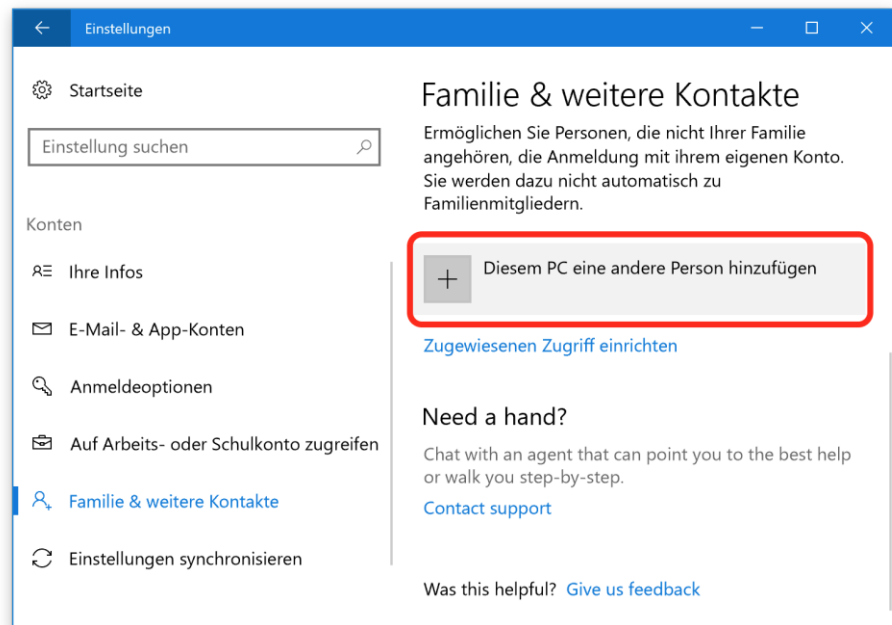 Einstellungen
Startseite
Einstellung suchen
Konten
Ihre Infos
E-Mail- & App-Konten
Anmeldeoptionen
Auf Arbeits- oder Schulkonto zugreifen
Familie & weitere Kontakte
Einstellungen synchronisieren
Familie & weitere Kontakte
Ermöglichen Sie Personen, die nicht Ihrer Familie
angehören, die Anmeldung mit ihrem eigenen Konto.
Sie werden dazu nicht automatisch zu
Familienmitgliedern.
Diesem PC eine andere Person hinzufügen
Zugewiesenen Zugriff einrichten
Need a hand?
Chat with an agent that can point you to the best help
or walk you step-by-step.
Contact support
Was this helpful? Give us feedback